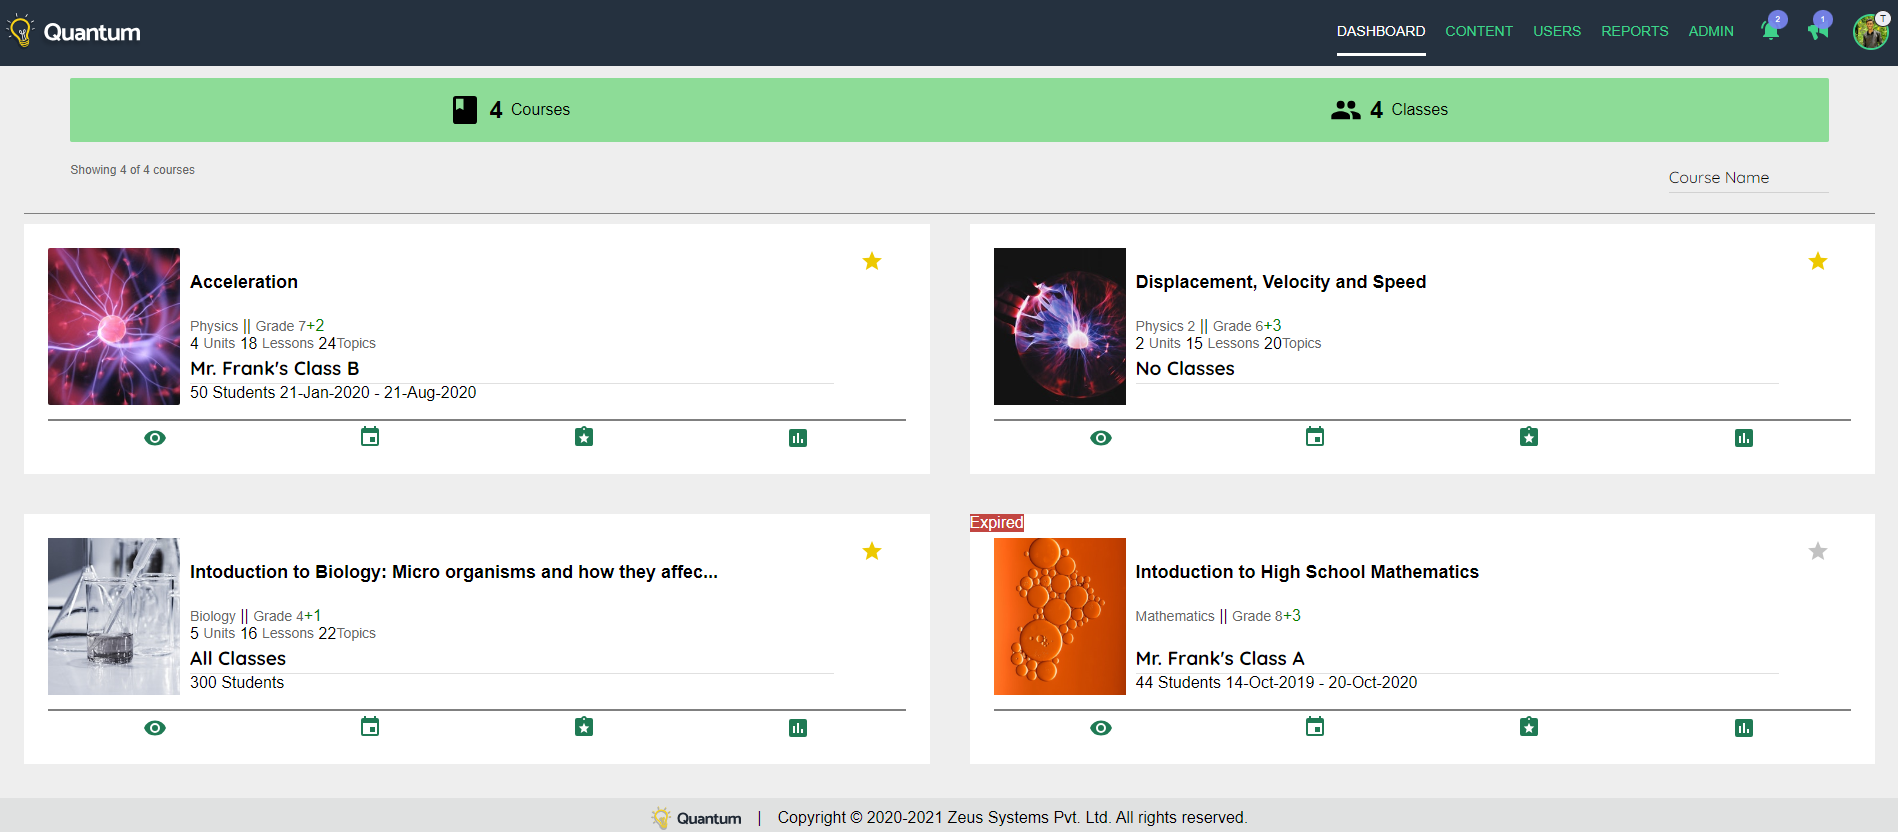 Quantum
DASHBOARD CONTENT USERS REPORTS ADMIN 2 1 T
4 Courses
4 Classes
Showing 4 of 4 courses
Course Name
Acceleration
Physics || Grade 7+2
4 Units 18 Lessons 24Topics
Mr. Frank's Class B
50 Students 21-Jan-2020 - 21-Aug-2020
Displacement, Velocity and Speed
Physics 2 || Grade 6+3
2 Units 15 Lessons 20Topics
No Classes
Intoduction to Biology: Micro organisms and how they affec...
Biology || Grade 4+1
5 Units 16 Lessons 22Topics
All Classes
300 Students
Expired
Intoduction to High School Mathematics
Mathematics || Grade 8+3
Mr. Frank's Class A
44 Students 14-Oct-2019 - 20-Oct-2020
Quantum | Copyright © 2020-2021 Zeus Systems Pvt. Ltd. All rights reserved.